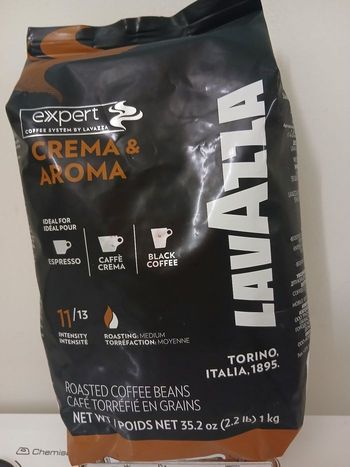 expert
COFFEE SYSTEM BY LAVAZZA
CREMA &
AROMA
LAVAZZA
TORINO,
ITALIA, 1895.
IDEAL FOR
IDÉAL POUR
ESPRESSO
CAFFÈ
CREMA
BLACK
COFFEE
11/13
INTENSITY
INTENSITÉ
ROASTING: MEDIUM
TORRÉFACTION: MOYENNE
ROASTED COFFEE BEANS
CAFÉ TORRÉFIÉ EN GRAINS
NET WT/POIDS NET 35.2 oz (2.2 lb) 1 kg